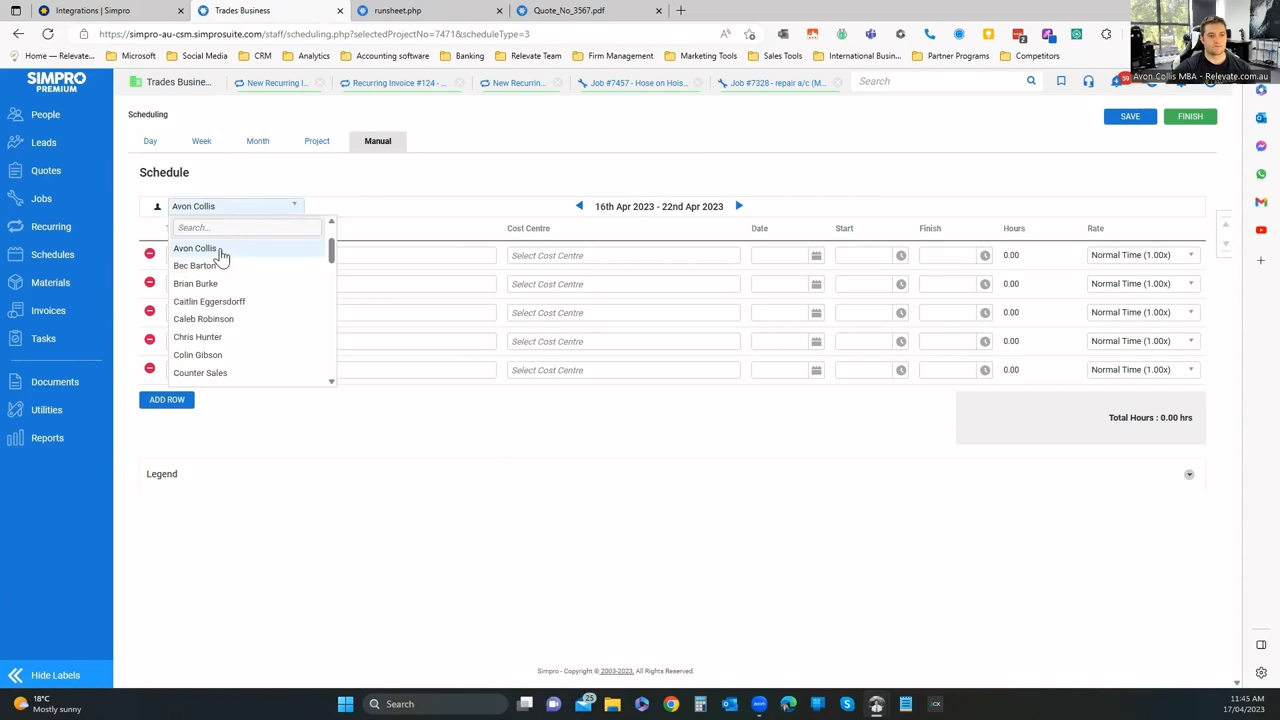 Integrations | Simpro
Trades Business
runsheet.php
Quote_No_3567.pdf
https://simpro-au-csm.simprosuite.com/staff/scheduling.php?selectedProjectNo=7471&scheduleType=3
Home – Relevate....
Microsoft
Social Media
CRM
Analytics
Accounting software
Banking
Relevate Team
Firm Management
Marketing Tools
Sales Tools
International Busin...
Partner Programs
Competitors
Avon Collis MBA - Relevate.com.au
SIMPRO
PREMIUM
Trades Busine...
New Recurring I...
Recurring Invoice #124 - ...
New Recurrin...
Job #7457 - Hose on Hois...
Job #7328 - repair a/c (M...
Search
59
People
Leads
Quotes
Jobs
Recurring
Schedules
Materials
Invoices
Tasks
Documents
Utilities
Reports
Hide Labels
Scheduling
SAVE
FINISH
Day
Week
Month
Project
Manual
Schedule
Avon Collis
16th Apr 2023 - 22nd Apr 2023
Search...
Avon Collis
Bec Barton
Brian Burke
Caitlin Eggersdorff
Caleb Robinson
Chris Hunter
Colin Gibson
Counter Sales
Cost Centre
Date
Start
Finish
Hours
Rate
Select Cost Centre
0.00
Normal Time (1.00x)
Select Cost Centre
0.00
Normal Time (1.00x)
Select Cost Centre
0.00
Normal Time (1.00x)
Select Cost Centre
0.00
Normal Time (1.00x)
Select Cost Centre
0.00
Normal Time (1.00x)
ADD ROW
Total Hours : 0.00 hrs
Legend
Simpro - Copyright © 2003-2023, All Rights Reserved.
18°C
Mostly sunny
Search
25
11:45 AM
17/04/2023